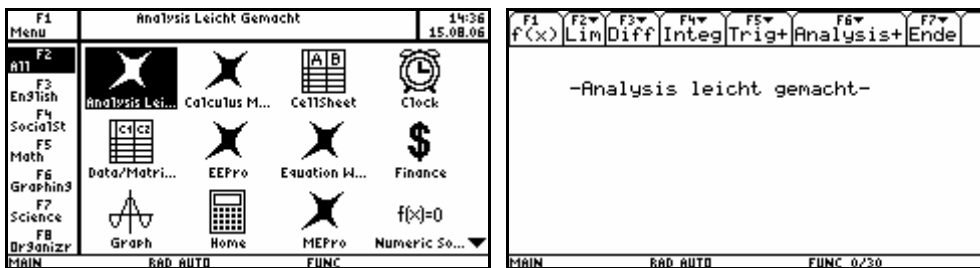 F1 Menu Analysis Leicht Gemacht 14:36 15.08.06
F2 All
F3 English
F4 SocialSt
F5 Math
F6 Graphing
F7 Science
F8 Organizr
Analysis Lei... Calculus M... CellSheet Clock
Data/Matri... EEPro Equation W... Finance
Graph Home MEPro Numeric So...
A B
C1 C2
$
f(x)=0
MAIN RAD AUTO FUNC
F1 F2▼ F3▼ F4▼ F5▼ F6▼ F7▼
f(x) Lim Diff Integ Trig+ Analysis+ Ende
-Analysis leicht gemacht-
MAIN RAD AUTO FUNC 0/30